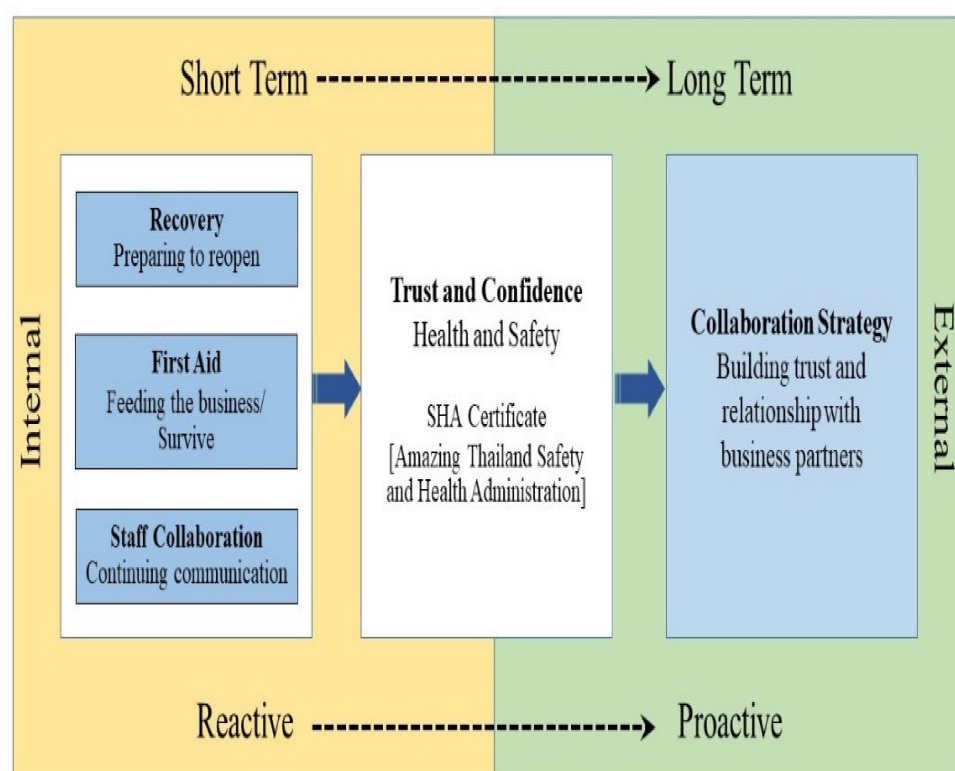 Short Term
Long Term
Internal
Recovery
Preparing to reopen
First Aid
Feeding the business/
Survive
Staff Collaboration
Continuing communication
Trust and Confidence
Health and Safety
SHA Certificate
[Amazing Thailand Safety
and Health Administration]
Collaboration Strategy
Building trust and
relationship with
business partners
External
Reactive
Proactive